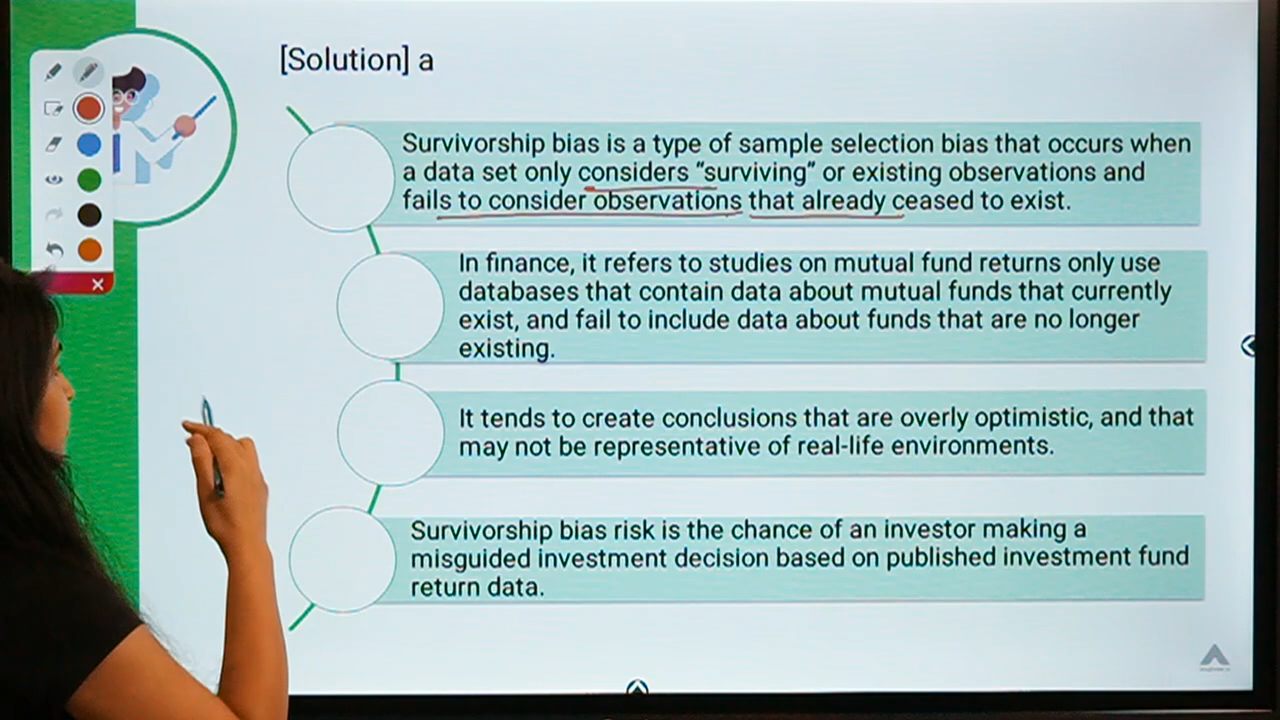 [Solution] a
Survivorship bias is a type of sample selection bias that occurs when
a data set only considers “surviving” or existing observations and
fails to consider observations that already ceased to exist.
In finance, it refers to studies on mutual fund returns only use
databases that contain data about mutual funds that currently
exist, and fail to include data about funds that are no longer
existing.
It tends to create conclusions that are overly optimistic, and that
may not be representative of real-life environments.
Survivorship bias risk is the chance of an investor making a
misguided investment decision based on published investment fund
return data.